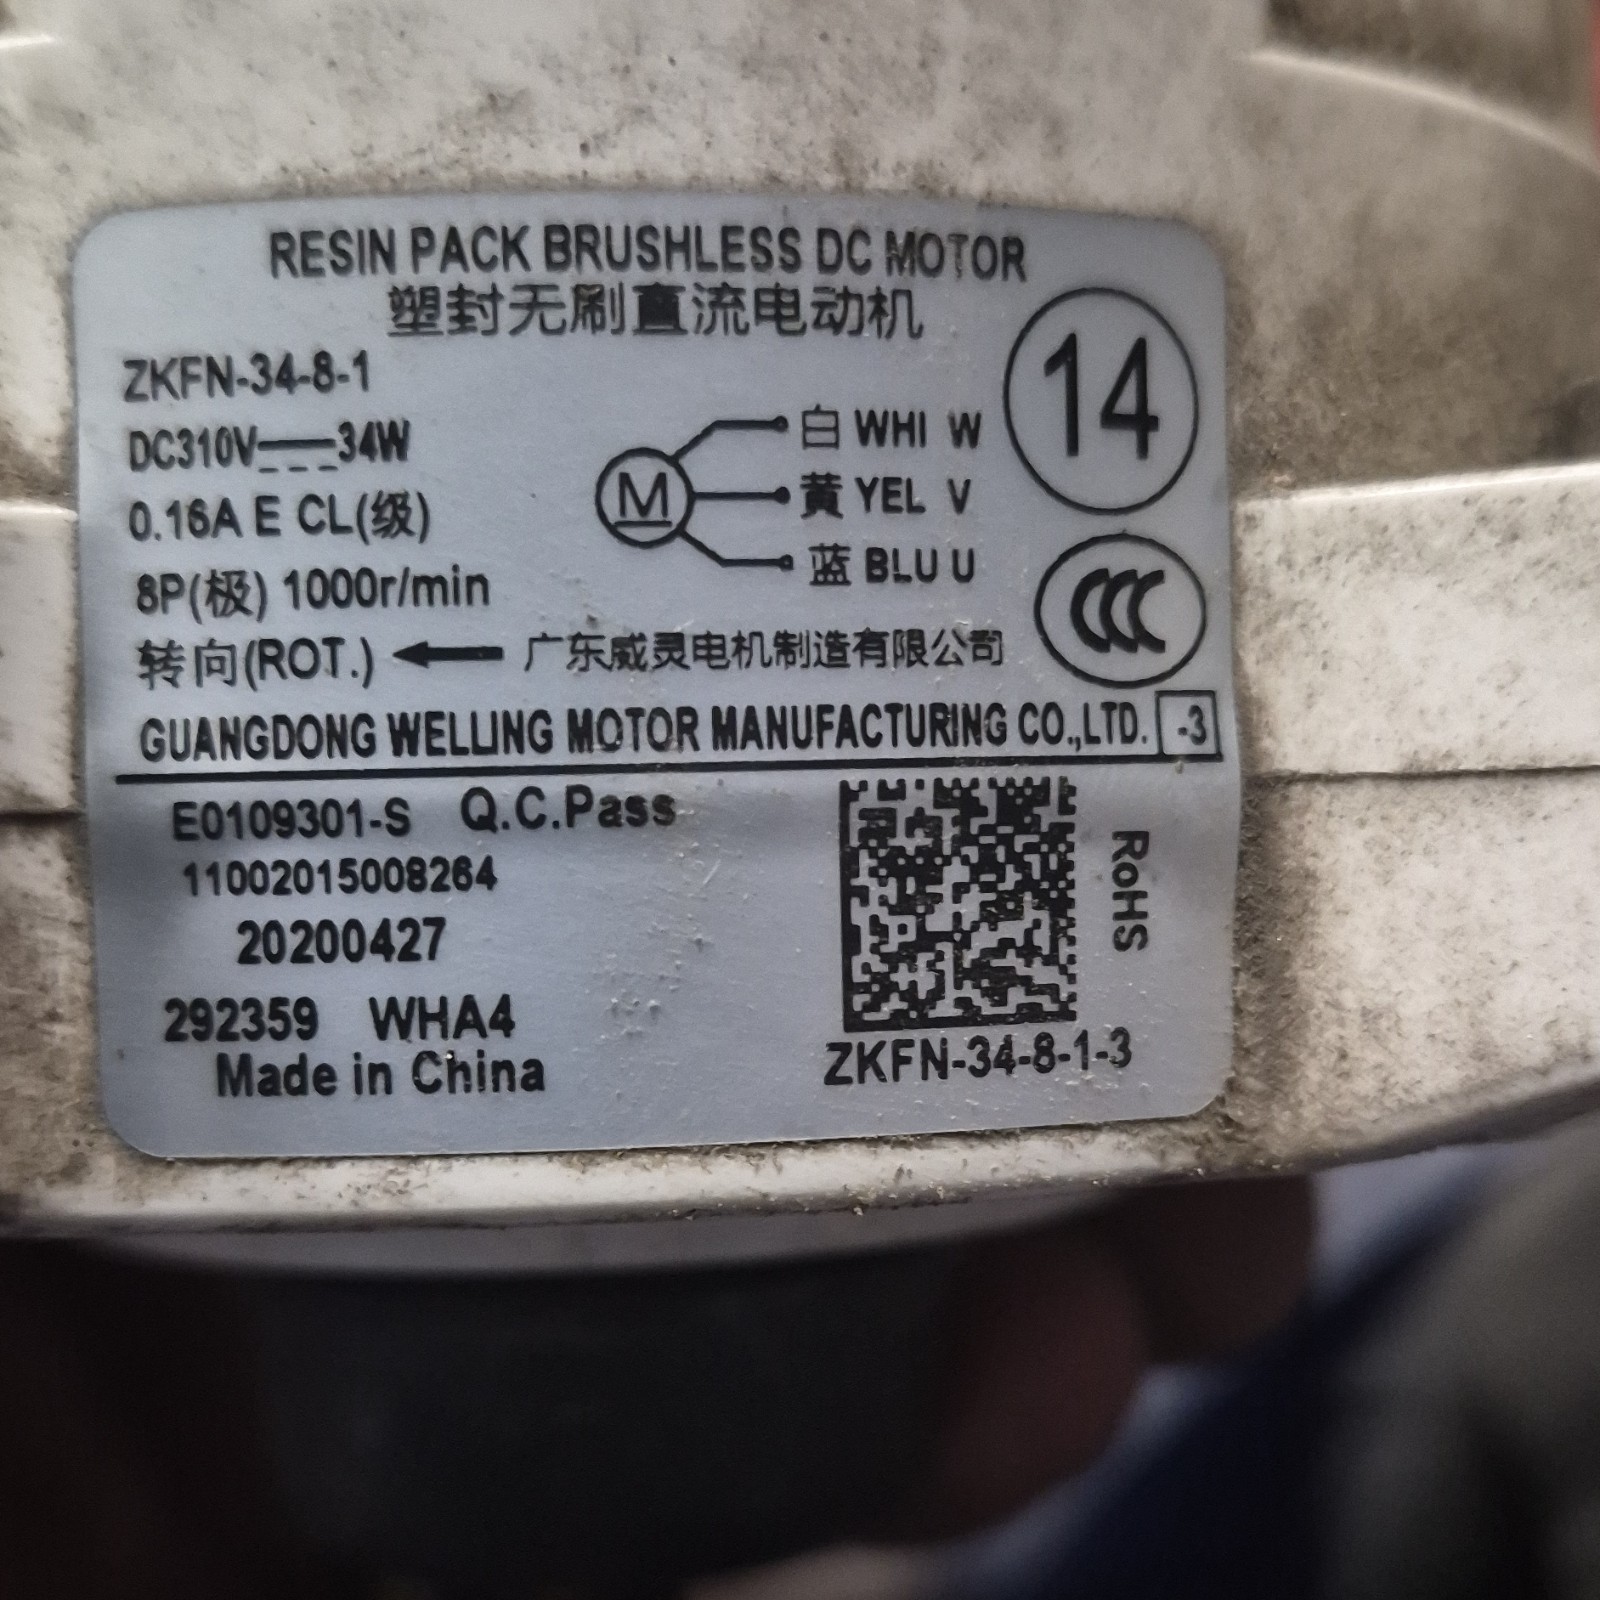 RESIN PACK BRUSHLESS DC MOTOR
塑封无刷直流电动机
14
ZKFN-34-8-1
DC310V 34W
0.16A E CL(级)
8P(极) 1000r/min
M
白 WHI W
黄 YEL V
蓝 BLU U
CCC
转向(ROT.)
广东威灵电机制造有限公司
GUANGDONG WELLING MOTOR MANUFACTURING CO.,LTD. -3
E0109301-S Q.C.Pass
11002015008264
20200427
292359 WHA4
Made in China
RoHS
ZKFN-34-8-1-3